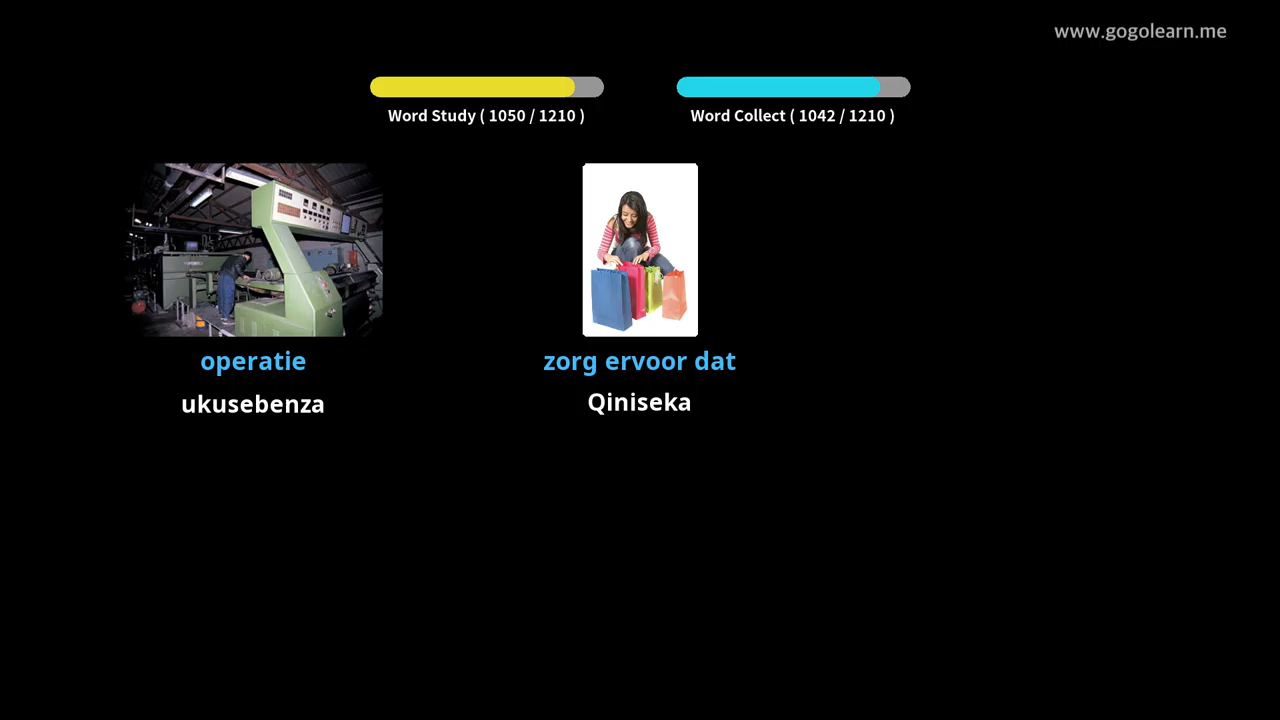 www.gogolearn.me
Word Study ( 1050 / 1210 )
Word Collect ( 1042 / 1210 )
operatie
zorg ervoor dat
ukusebenza
Qiniseka